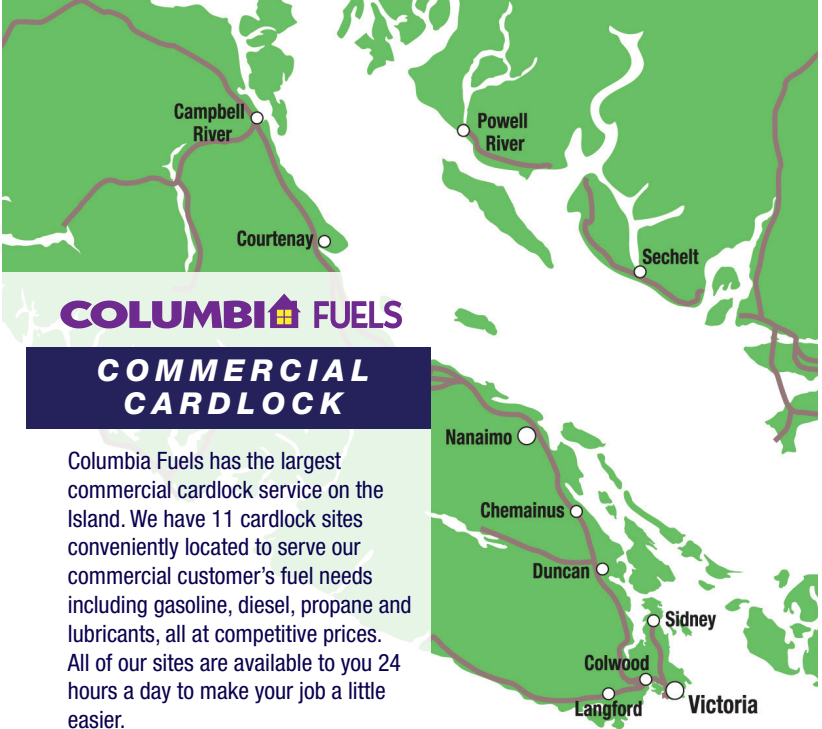 Campbell
River
Powell
River
Courtenay
Sechelt
COLUMBIA FUELS
COMMERCIAL
CARDLOCK
Nanaimo
Columbia Fuels has the largest
commercial cardlock service on the
Island. We have 11 cardlock sites
conveniently located to serve our
commercial customer’s fuel needs
including gasoline, diesel, propane and
lubricants, all at competitive prices.
All of our sites are available to you 24
hours a day to make your job a little
easier.
Chemainus
Duncan
Sidney
Colwood
Langford
Victoria